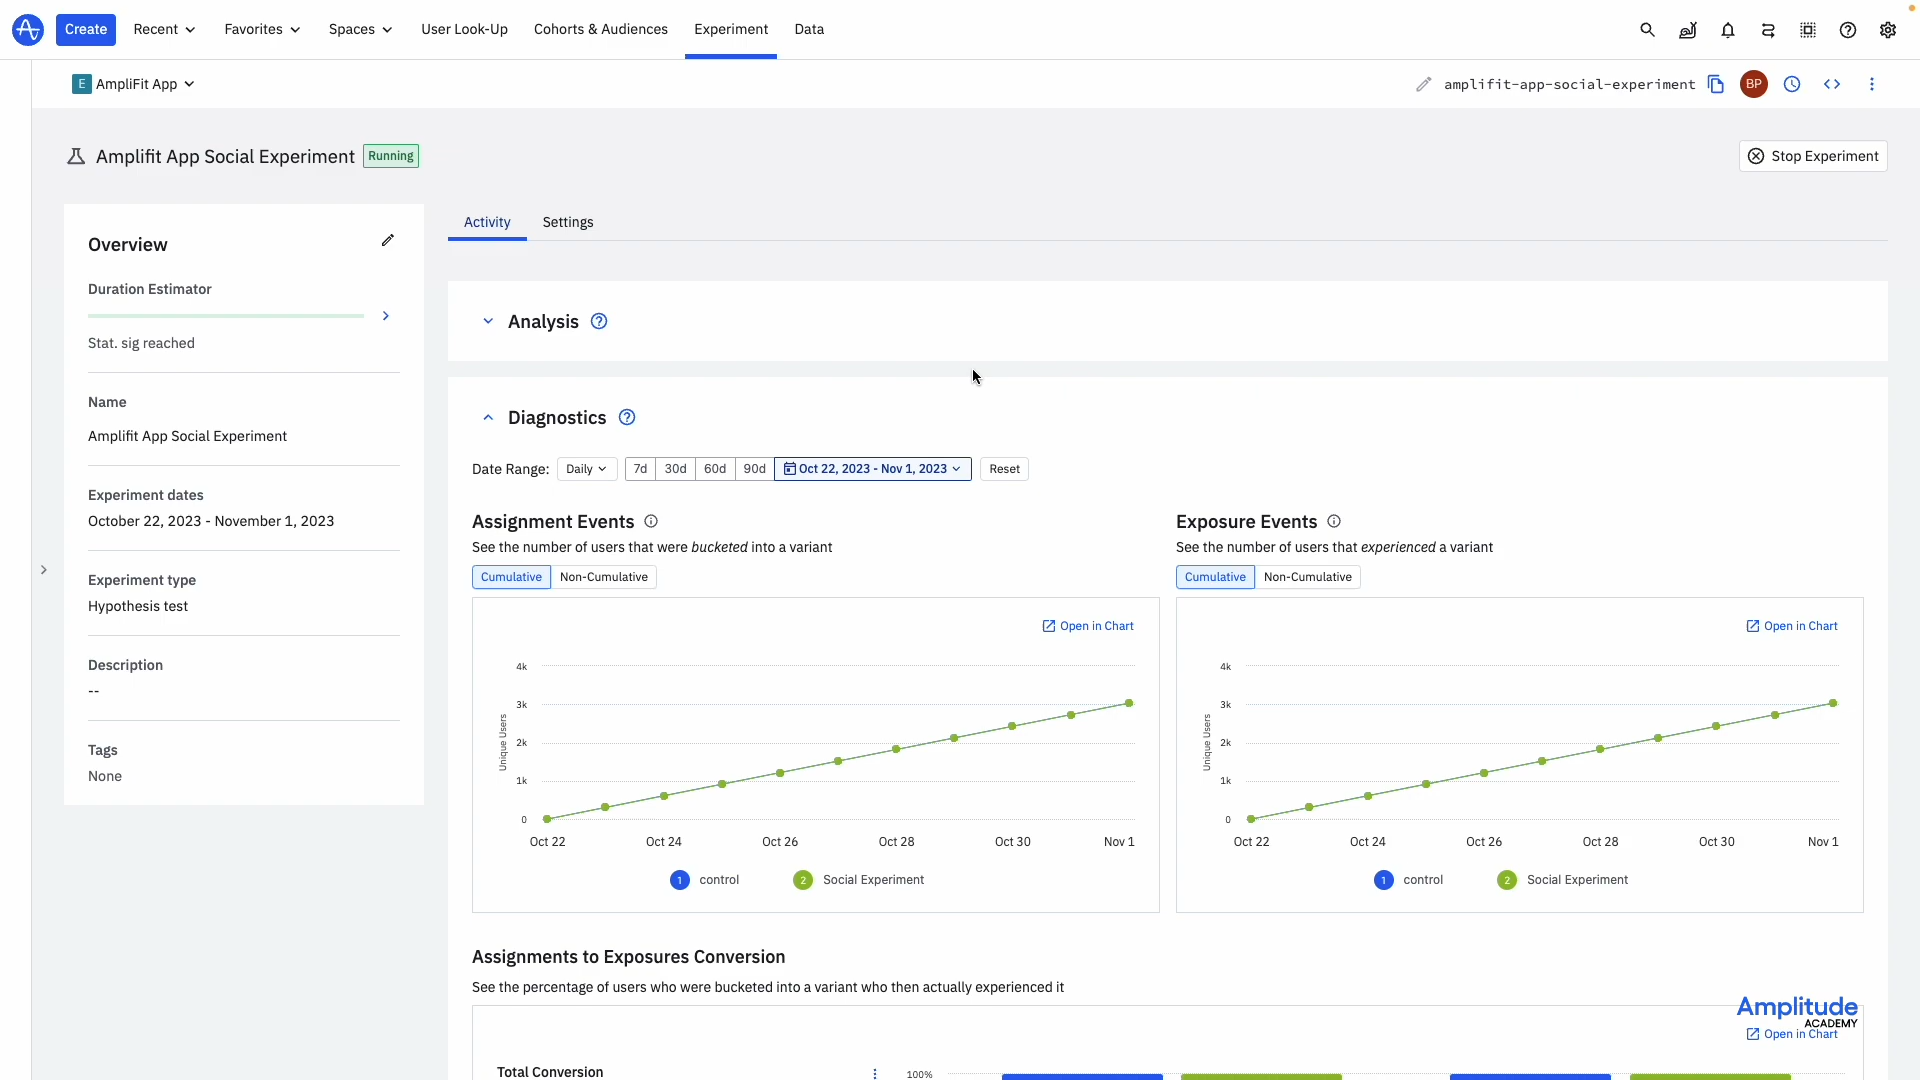 Create
Recent
Favorites
Spaces
User Look-Up
Cohorts & Audiences
Experiment
Data
E
AmpliFit App
amplifit-app-social-experiment
BP
Amplifit App Social Experiment
Running
Stop Experiment
Overview
Duration Estimator
Stat. sig reached
Name
Amplifit App Social Experiment
Experiment dates
October 22, 2023 - November 1, 2023
Experiment type
Hypothesis test
Description
--
Tags
None
Activity
Settings
Analysis
Diagnostics
Date Range:
Daily
7d
30d
60d
90d
Oct 22, 2023 - Nov 1, 2023
Reset
Assignment Events
See the number of users that were bucketed into a variant
Cumulative
Non-Cumulative
Open in Chart
Unique Users
4k
3k
2k
1k
0
Oct 22
Oct 24
Oct 26
Oct 28
Oct 30
Nov 1
1
control
2
Social Experiment
Exposure Events
See the number of users that experienced a variant
Cumulative
Non-Cumulative
Open in Chart
Unique Users
4k
3k
2k
1k
0
Oct 22
Oct 24
Oct 26
Oct 28
Oct 30
Nov 1
1
control
2
Social Experiment
Assignments to Exposures Conversion
See the percentage of users who were bucketed into a variant who then actually experienced it
Amplitude
ACADEMY
Open in Chart
Total Conversion
100%